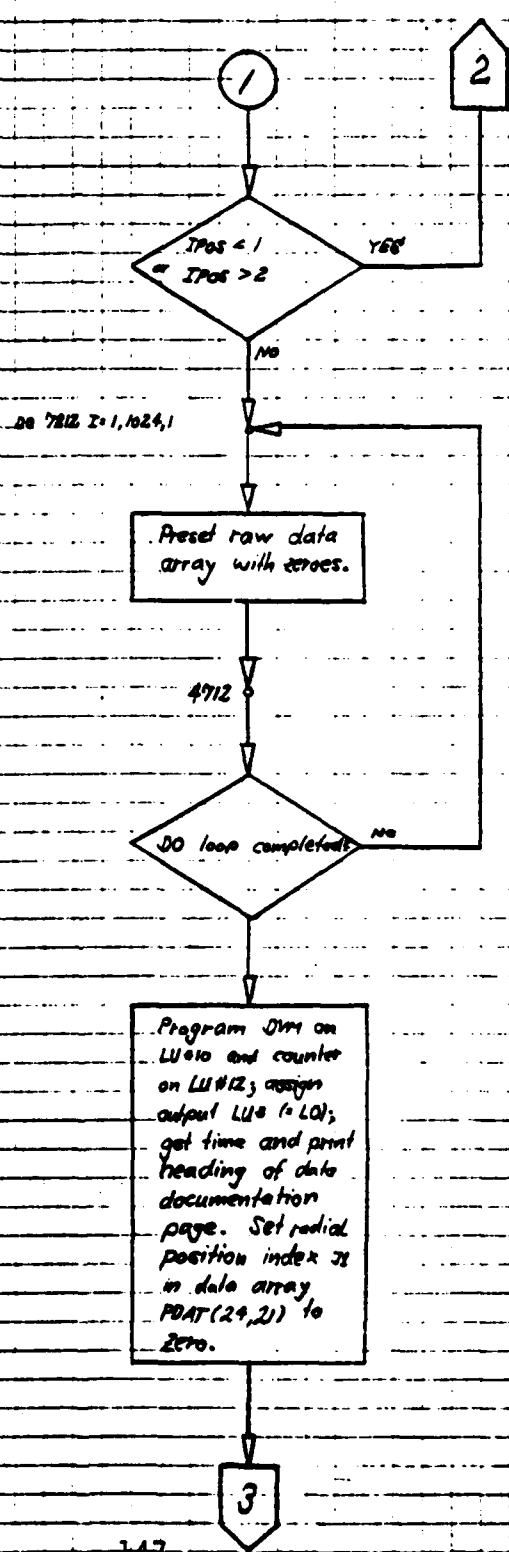 1
2
IPos < 1
or IPos > 2
YES
NO
DO 7812 I=1,1024,1
Preset raw data
array with zeroes.
4712
DO loop completed?
NO
Program DVM on
LU#10 and counter
on LU#12; assign
output LU# (=LO);
get time and print
heading of data
documentation
page. Set radial
position index
in data array
PDAT(24,21) to
zero.
3
147